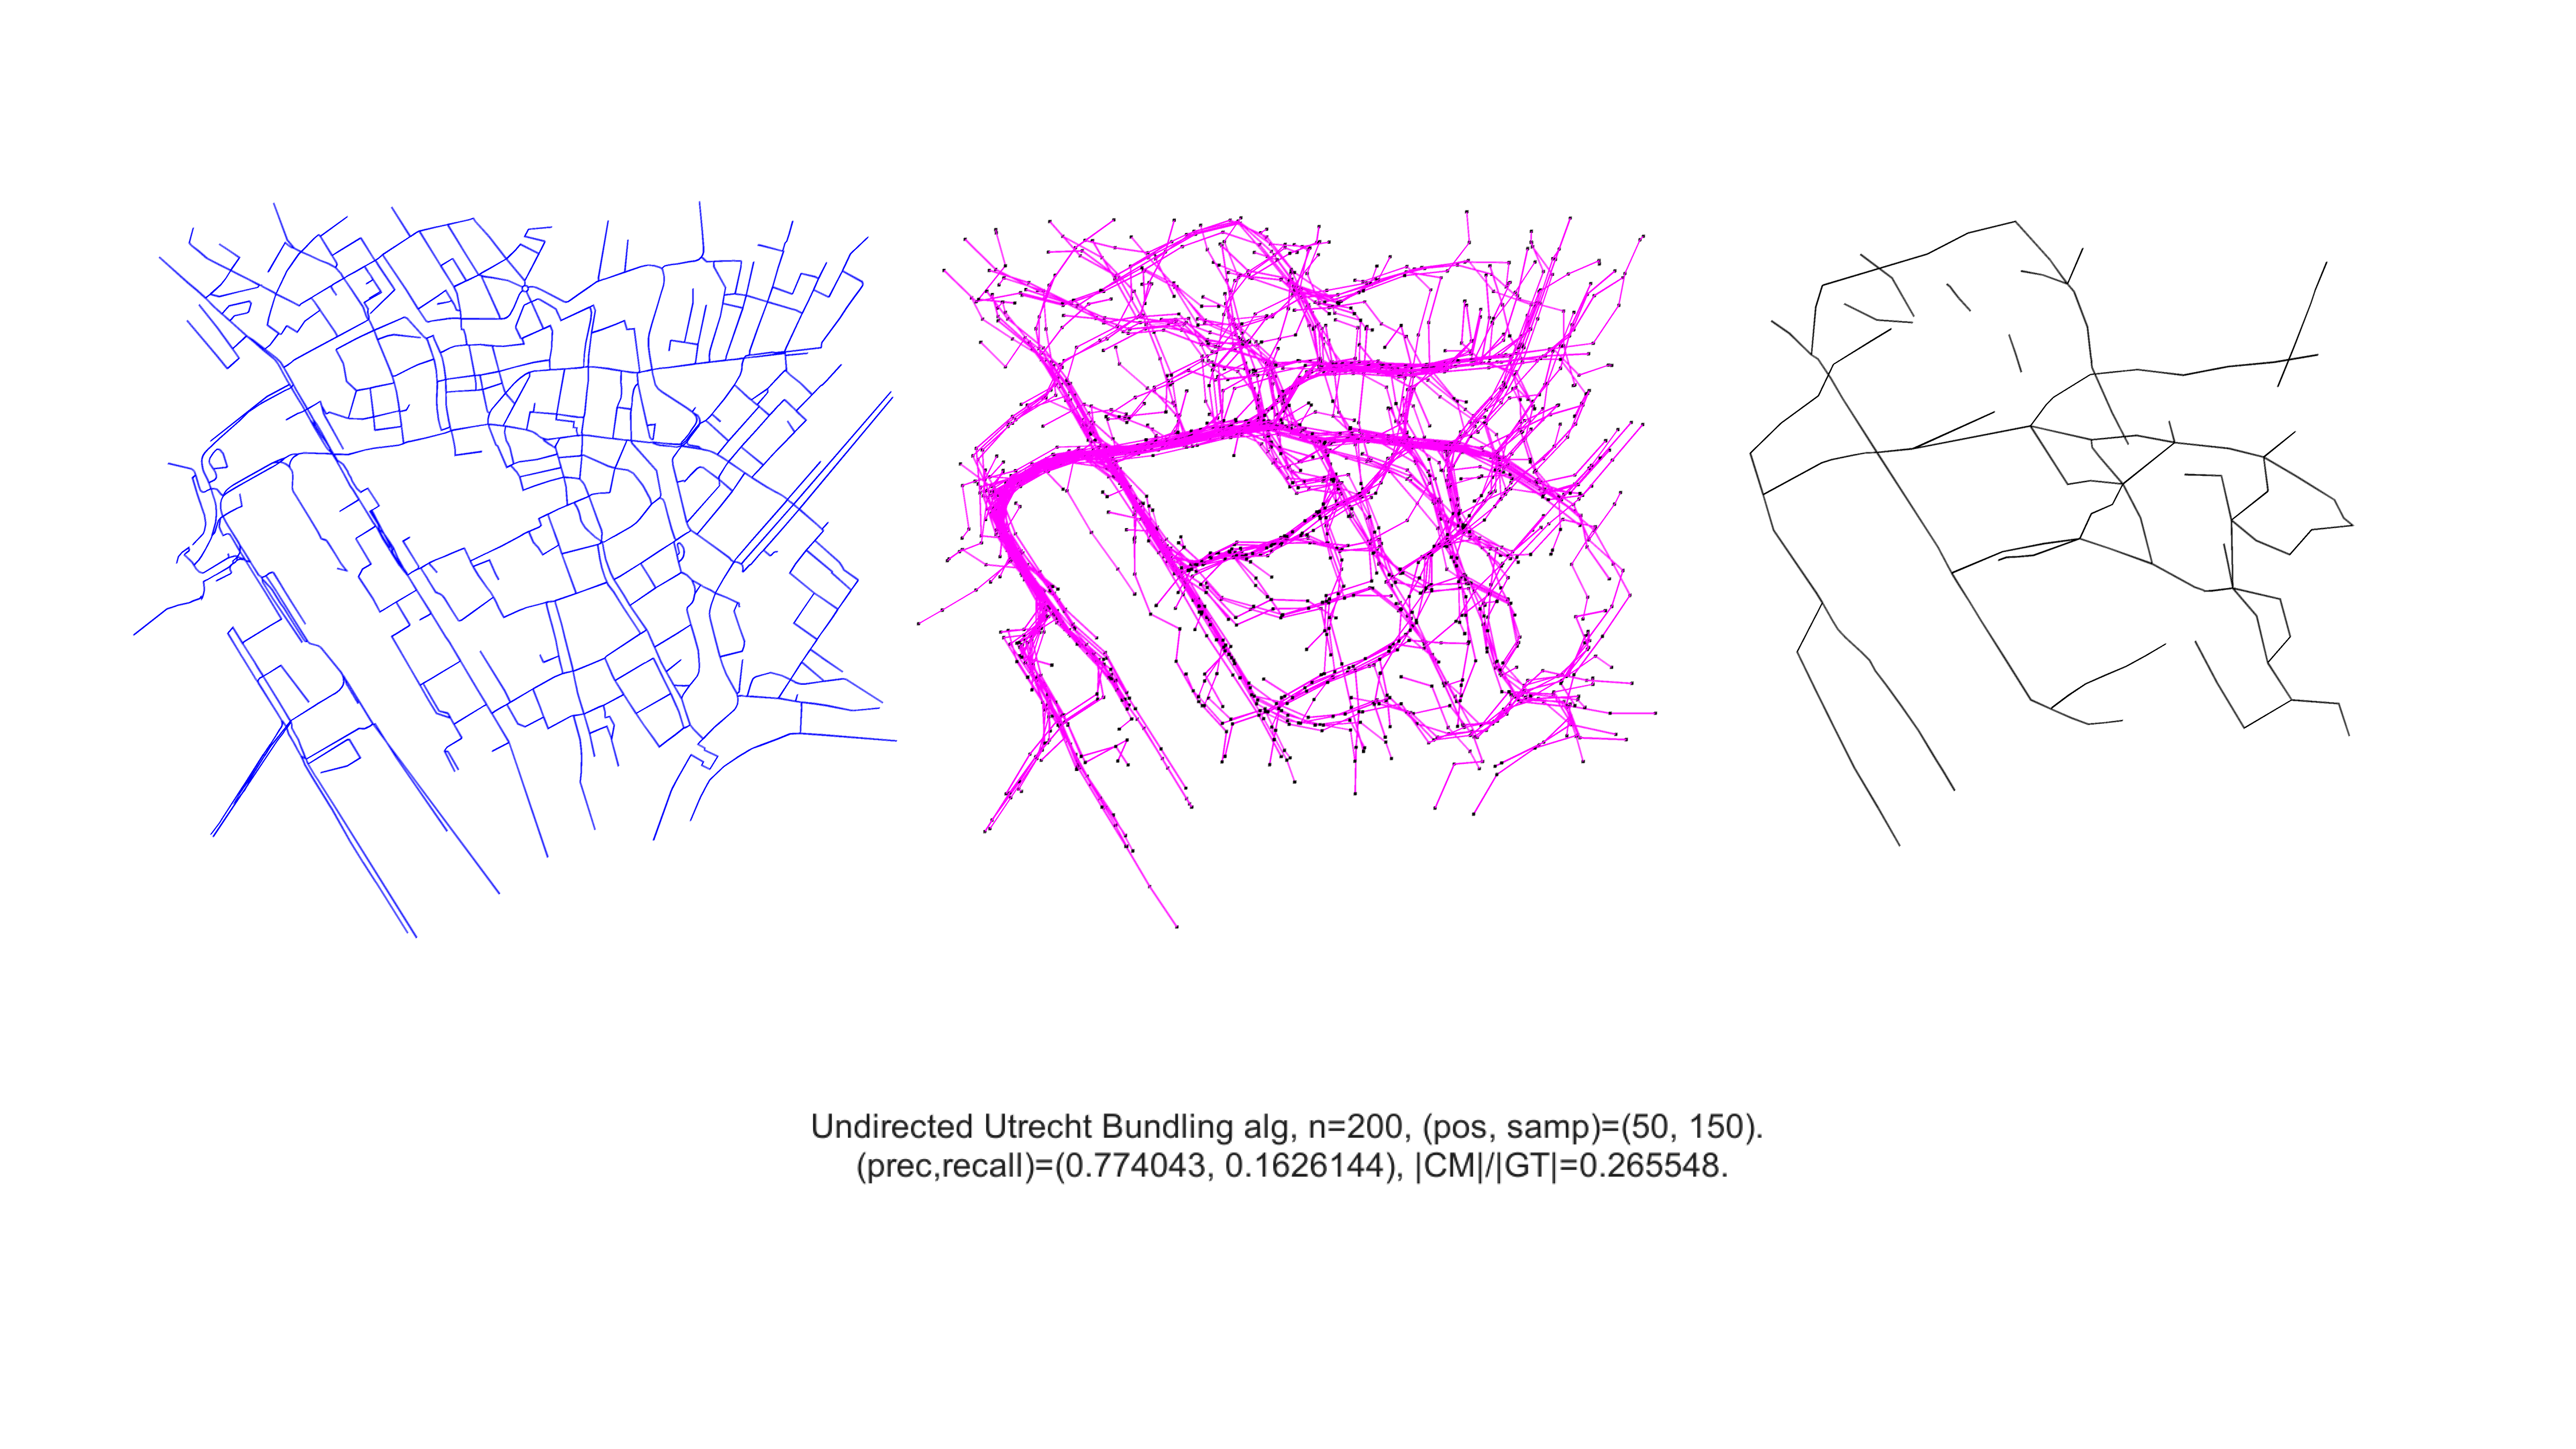 Undirected Utrecht Bundling alg, n=200, (pos, samp)=(50, 150).
(prec,recall)=(0.774043, 0.1626144), |CM|/|GT|=0.265548.